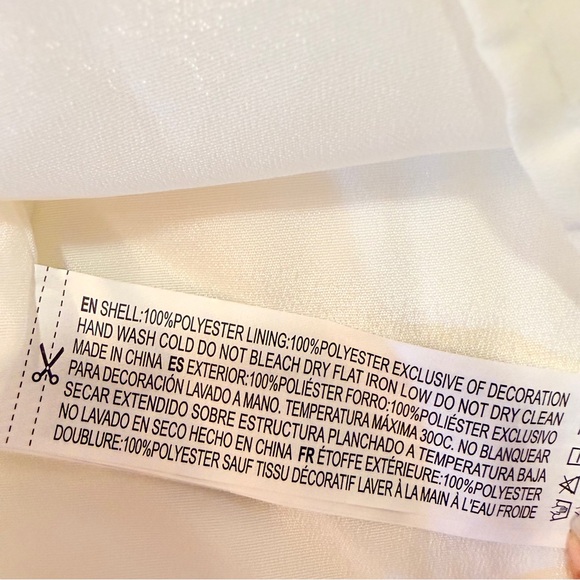 EN SHELL:100%POLYESTER LINING:100%POLYESTER EXCLUSIVE OF DECORATION
HAND WASH COLD DO NOT BLEACH DRY FLAT IRON LOW DO NOT DRY CLEAN
MADE IN CHINA ES EXTERIOR:100%POLIÉSTER FORRO:100%POLIÉSTER EXCLUSIVO
PARA DECORACIÓN LAVADO A MANO. TEMPERATURA MÁXIMA 30OC. NO BLANQUEAR
SECAR EXTENDIDO SOBRE ESTRUCTURA PLANCHADO A TEMPERATURA BAJA
NO LAVADO EN SECO HECHO EN CHINA FR ÉTOFFE EXTÉRIEURE:100%POLYESTER
DOUBLURE:100%POLYESTER SAUF TISSU DÉCORATIF LAVER À LA MAIN À L'EAU FROIDE